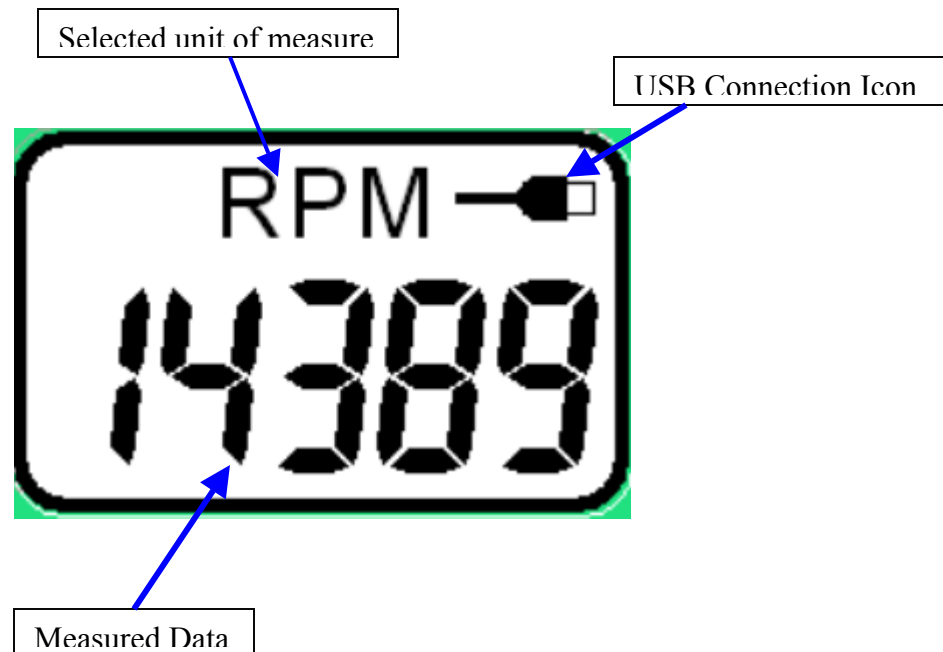 Selected unit of measure
USB Connection Icon
RPM
14389
Measured Data